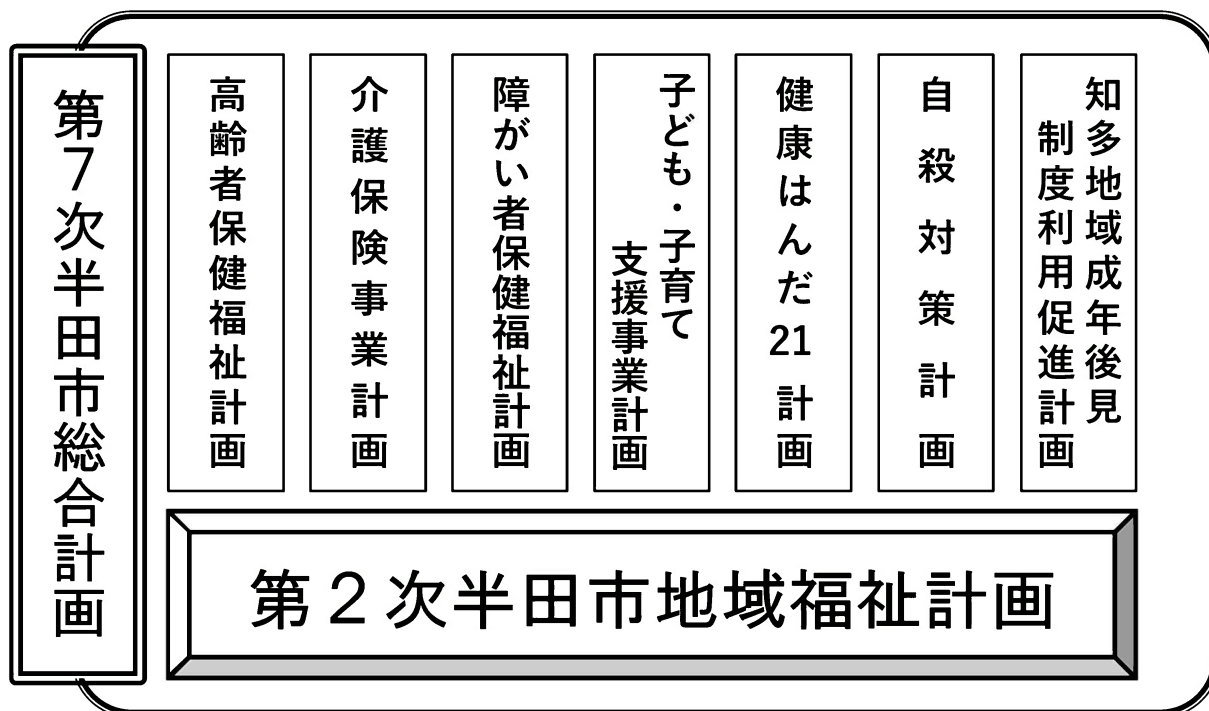 第７次半田市総合計画
高齢者保健福祉計画
介護保険事業計画
障がい者保健福祉計画
子ども・子育て
支援事業計画
健康はんだ21計画
自殺対策計画
知多地域成年後見
制度利用促進計画
第２次半田市地域福祉計画